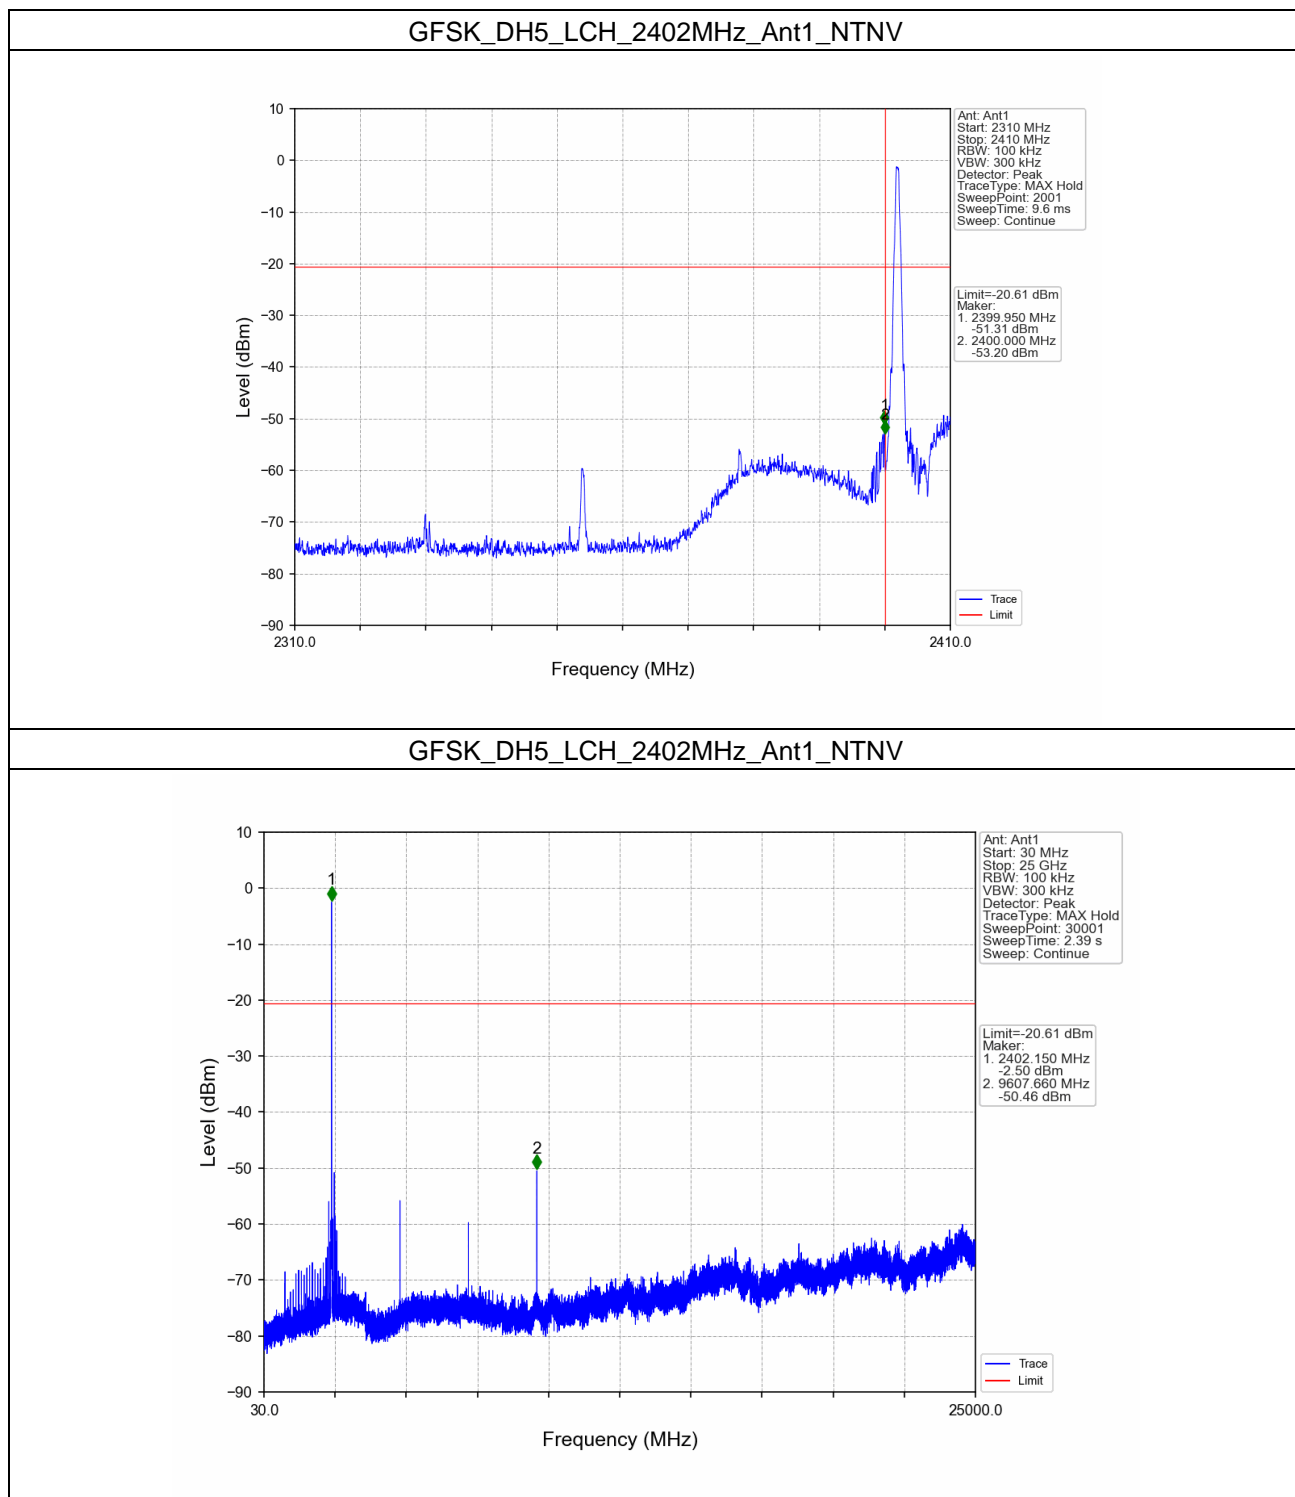 GFSK_DH5_LCH_2402MHz_Ant1_NTNV
10
0
−10
−20
−30
−40
−50
−60
−70
−80
−90
Level (dBm)
2310.0
2410.0
Frequency (MHz)
1
2
Ant: Ant1
Start: 2310 MHz
Stop: 2410 MHz
RBW: 100 kHz
VBW: 300 kHz
Detector: Peak
TraceType: MAX Hold
SweepPoint: 2001
SweepTime: 9.6 ms
Sweep: Continue
Limit=-20.61 dBm
Maker:
1. 2399.950 MHz
-51.31 dBm
2. 2400.000 MHz
-53.20 dBm
Trace
Limit
GFSK_DH5_LCH_2402MHz_Ant1_NTNV
10
0
−10
−20
−30
−40
−50
−60
−70
−80
−90
Level (dBm)
30.0
25000.0
Frequency (MHz)
1
2
Ant: Ant1
Start: 30 MHz
Stop: 25 GHz
RBW: 100 kHz
VBW: 300 kHz
Detector: Peak
TraceType: MAX Hold
SweepPoint: 30001
SweepTime: 2.39 s
Sweep: Continue
Limit=-20.61 dBm
Maker:
1. 2402.150 MHz
-2.50 dBm
2. 9607.660 MHz
-50.46 dBm
Trace
Limit